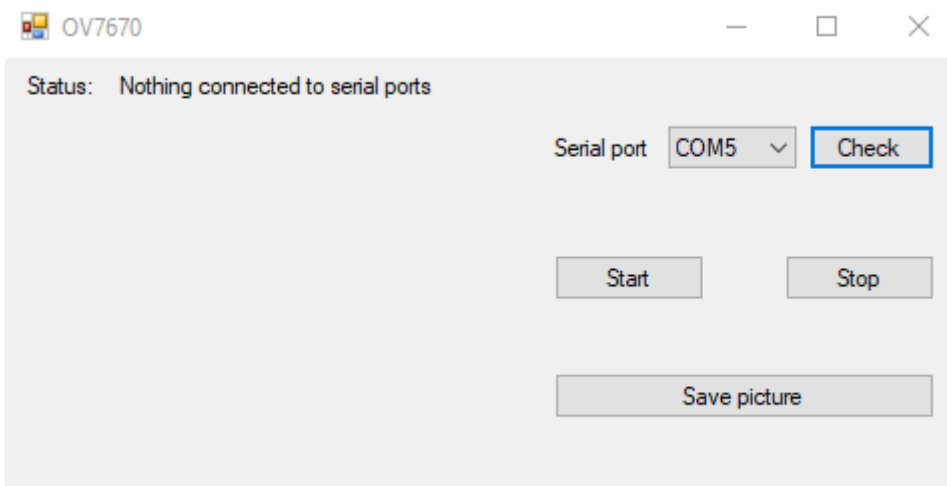 OV7670
Status: Nothing connected to serial ports
Serial port COM5 Check
Start Stop
Save picture